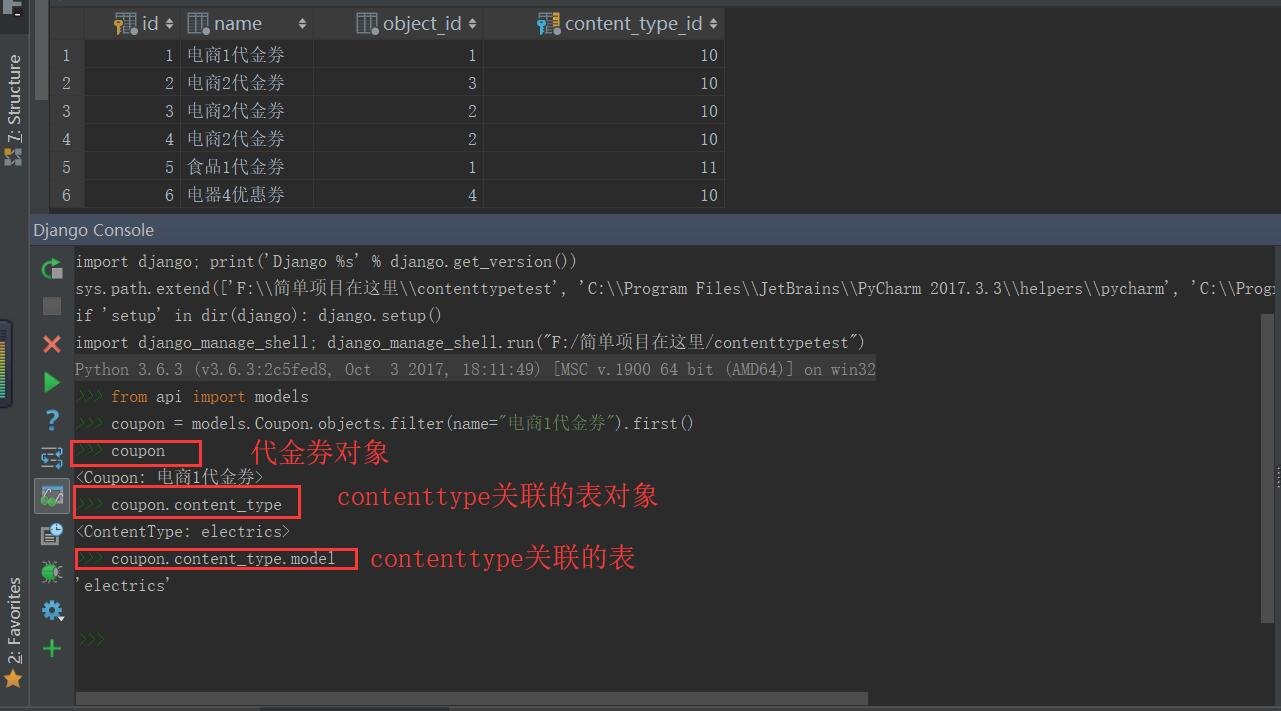 id name object_id content_type_id
1 1 电商1代金券 1 10
2 2 电商2代金券 3 10
3 3 电商2代金券 2 10
4 4 电商2代金券 2 10
5 5 食品1代金券 1 11
6 6 电器4优惠券 4 10
7: Structure
Django Console
import django; print('Django %s' % django.get_version())
sys.path.extend(['F:\\简单项目在这里\\contenttypetest', 'C:\\Program Files\\JetBrains\\PyCharm 2017.3.3\\helpers\\pycharm', 'C:\\Prog
if 'setup' in dir(django): django.setup()
import django_manage_shell; django_manage_shell.run("F:/简单项目在这里/contenttypetest")
Python 3.6.3 (v3.6.3:2c5fed8, Oct  3 2017, 18:11:49) [MSC v.1900 64 bit (AMD64)] on win32
>>> from api import models
>>> coupon = models.Coupon.objects.filter(name="电商1代金券").first()
>>> coupon 代金券对象
<Coupon: 电商1代金券>
>>> coupon.content_type contenttype关联的表对象
<ContentType: electrics>
>>> coupon.content_type.model contenttype关联的表
'electrics'
>>>
2: Favorites